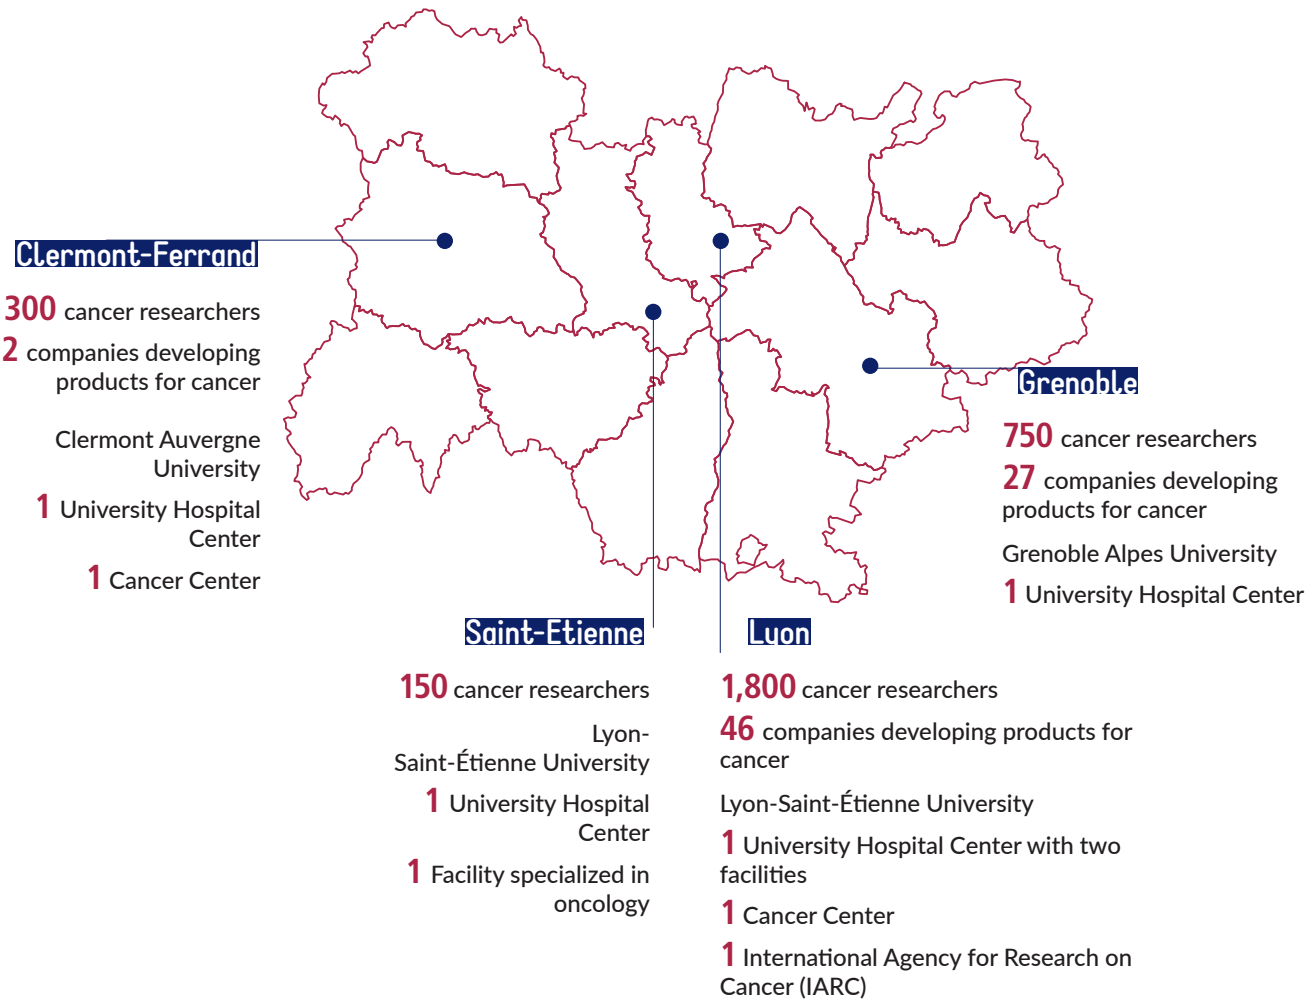 Clermont-Ferrand
300 cancer researchers
2 companies developing
products for cancer
Clermont Auvergne
University
1 University Hospital
Center
1 Cancer Center
Grenoble
750 cancer researchers
27 companies developing
products for cancer
Grenoble Alpes University
1 University Hospital Center
Saint-Etienne
150 cancer researchers
Lyon-
Saint-Étienne University
1 University Hospital
Center
1 Facility specialized in
oncology
Lyon
1,800 cancer researchers
46 companies developing products for
cancer
Lyon-Saint-Étienne University
1 University Hospital Center with two
facilities
1 Cancer Center
1 International Agency for Research on
Cancer (IARC)